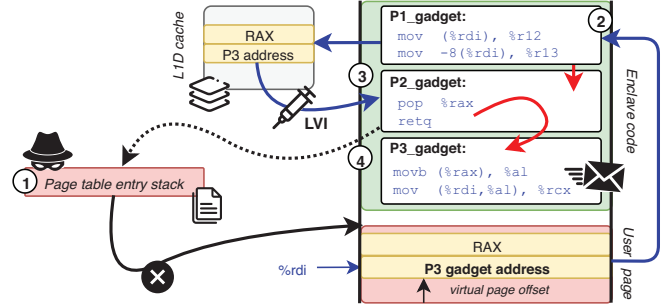 L1D cache
RAX
P3 address
LVI
1
Page table entry stack
P1_gadget:
mov (%rdi), %r12
mov -8(%rdi), %r13
2
3
P2_gadget:
pop %rax
retq
4
P3_gadget:
movb (%rax), %al
mov (%rdi,%al), %rcx
Enclave code
RAX
%rdi
P3 gadget address
virtual page offset
User page